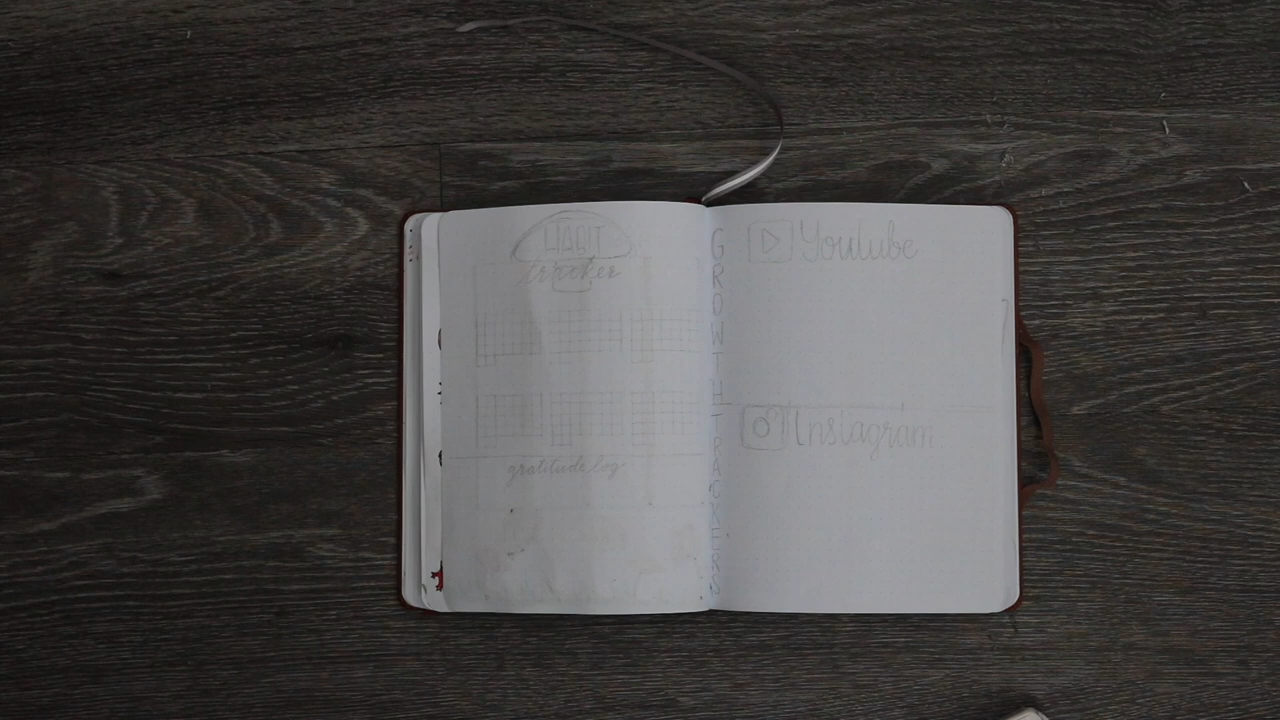 HABIT
tracker
gratitude log
GROWTH TRACKERS
Youtube
Instagram